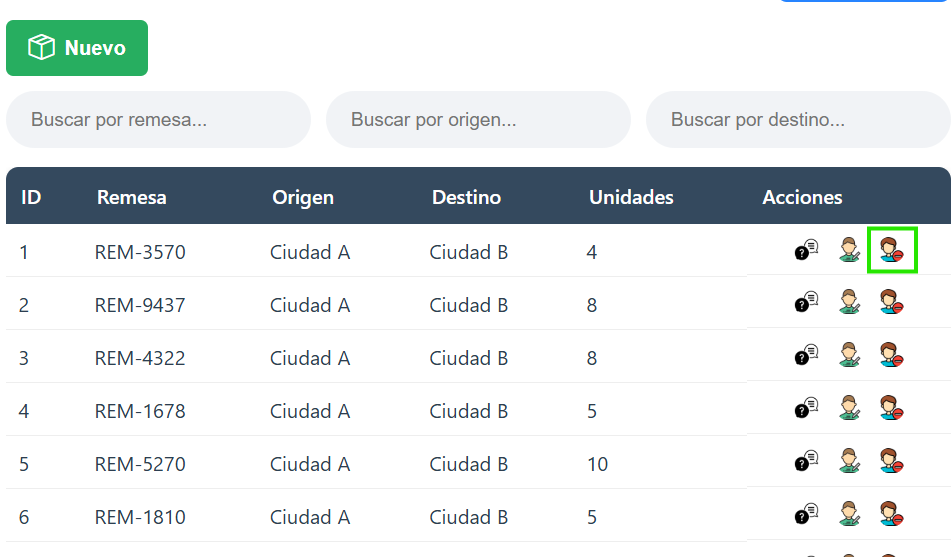 Nuevo
Buscar por remesa... Buscar por origen... Buscar por destino...
ID Remesa Origen Destino Unidades Acciones
1 REM-3570 Ciudad A Ciudad B 4
2 REM-9437 Ciudad A Ciudad B 8
3 REM-4322 Ciudad A Ciudad B 8
4 REM-1678 Ciudad A Ciudad B 5
5 REM-5270 Ciudad A Ciudad B 10
6 REM-1810 Ciudad A Ciudad B 5